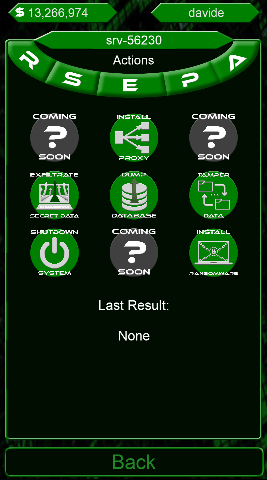 $ 13,266,974
davide
srv-56230
R S E P A
Actions
COMING SOON
INSTALL PROXY
COMING SOON
EXFILTRATE SECRET DATA
DUMP DATABASE
TAMPER DATA
SHUTDOWN SYSTEM
COMING SOON
INSTALL RANSOMWARE
Last Result:
None
Back